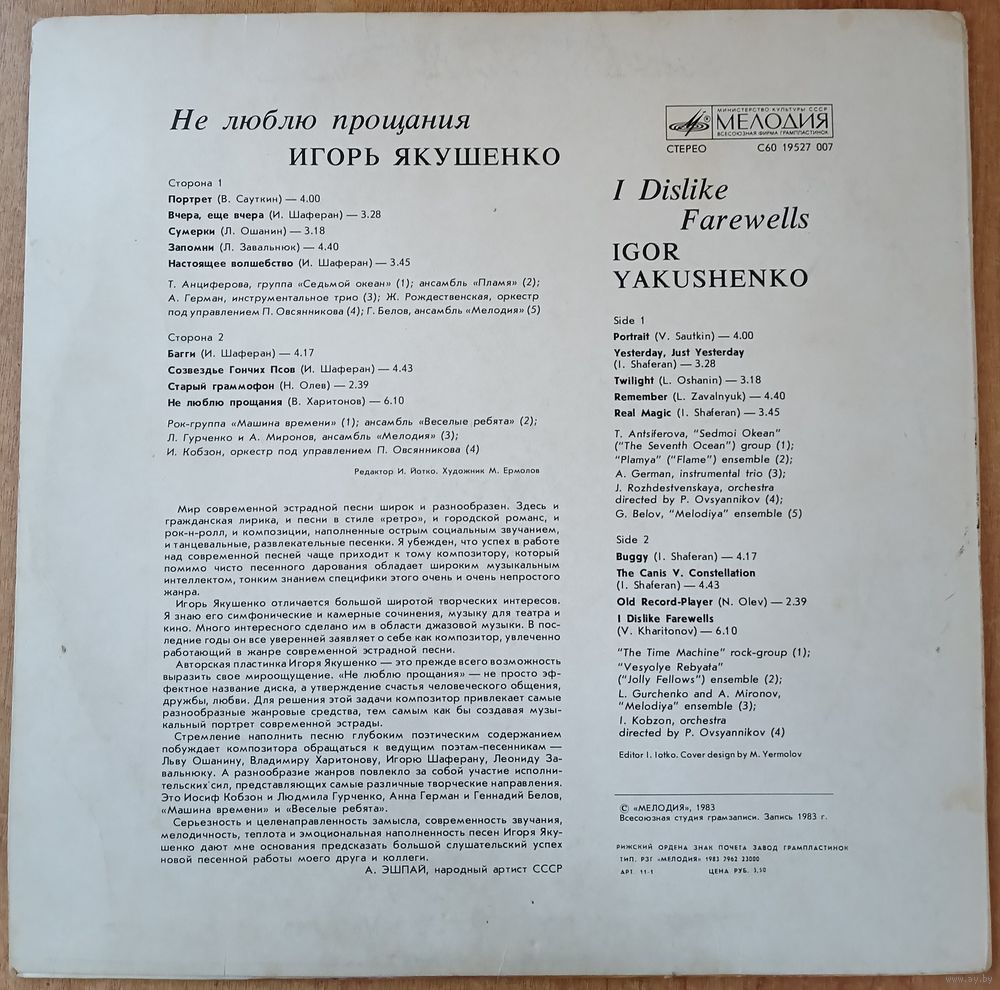 Не люблю прощания
ИГОРЬ ЯКУШЕНКО
Сторона 1
Портрет (В. Сауткин) — 4.00
Вчера, еще вчера (И. Шаферан) — 3.28
Сумерки (Л. Ошанин) — 3.18
Запомни (Л. Завальнюк) — 4.40
Настоящее волшебство (И. Шаферан) — 3.45
Т. Анциферова, группа «Седьмой океан» (1); ансамбль «Пламя» (2);
А. Герман, инструментальное трио (3); Ж. Рождественская, оркестр
под управлением П. Овсянникова (4); Г. Белов, ансамбль «Мелодия» (5)
Сторона 2
Багги (И. Шаферан) — 4.17
Созвездье Гончих Псов (И. Шаферан) — 4.43
Старый граммофон (Н. Олев) — 2.39
Не люблю прощания (В. Харитонов) — 6.10
Рок-группа «Машина времени» (1); ансамбль «Веселые ребята» (2);
Л. Гурченко и А. Миронов, ансамбль «Мелодия» (3);
И. Кобзон, оркестр под управлением П. Овсянникова (4)
Редактор И. Йотко. Художник М. Ермолов
Мир современной эстрадной песни широк и разнообразен. Здесь и
гражданская лирика, и песни в стиле «ретро», и городской романс, и
рок-н-ролл, и композиции, наполненные острым социальным звучанием,
и танцевальные, развлекательные песенки. Я убежден, что успех в работе
над современной песней чаще приходит к тому композитору, который
помимо чисто песенного дарования обладает широким музыкальным
интеллектом, тонким знанием специфики этого очень и очень непростого
жанра.
Игорь Якушенко отличается большой широтой творческих интересов.
Я знаю его симфонические и камерные сочинения, музыку для театра и
кино. Много интересного сделано им в области джазовой музыки. В пос-
ледние годы он все уверенней заявляет о себе как композитор, увлеченно
работающий в жанре современной эстрадной песни.
Авторская пластинка Игоря Якушенко — это прежде всего возможность
выразить свое мироощущение. «Не люблю прощания» — не просто эф-
фектное название диска, а утверждение счастья человеческого общения,
дружбы, любви. Для решения этой задачи композитор привлекает самые
разнообразные жанровые средства, тем самым как бы создавая музы-
кальный портрет современной эстрады.
Стремление наполнить песню глубоким поэтическим содержанием
побуждает композитора обращаться к ведущим поэтам-песенникам —
Льву Ошанину, Владимиру Харитонову, Игорю Шаферану, Леониду За-
вальнюку. А разнообразие жанров повлекло за собой участие исполни-
тельских сил, представляющих самые различные творческие направления.
Это Иосиф Кобзон и Людмила Гурченко, Анна Герман и Геннадий Белов,
«Машина времени» и «Веселые ребята».
Серьезность и целенаправленность замысла, современность звучания,
мелодичность, теплота и эмоциональная наполненность песен Игоря Яку-
шенко дают мне основания предсказать большой слушательский успех
новой песенной работы моего друга и коллеги.
А. ЭШПАЙ, народный артист СССР
МИНИСТЕРСТВО КУЛЬТУРЫ СССР
МЕЛОДИЯ
ВСЕСОЮЗНАЯ ФИРМА ГРАМПЛАСТИНОК
СТЕРЕО С60 19527 007
I Dislike
Farewells
IGOR
YAKUSHENKO
Side 1
Portrait (V. Sautkin) — 4.00
Yesterday, Just Yesterday
(I. Shaferan) — 3.28
Twilight (L. Oshanin) — 3.18
Remember (L. Zavalnyuk) — 4.40
Real Magic (I. Shaferan) — 3.45
T. Antsiferova, “Sedmoi Okean”
(“The Seventh Ocean”) group (1);
“Plamya” (“Flame”) ensemble (2);
A. German, instrumental trio (3);
J. Rozhdestvenskaya, orchestra
directed by P. Ovsyannikov (4);
G. Belov, “Melodiya” ensemble (5)
Side 2
Buggy (I. Shaferan) — 4.17
The Canis V. Constellation
(I. Shaferan) — 4.43
Old Record-Player (N. Olev) — 2.39
I Dislike Farewells
(V. Kharitonov) — 6.10
“The Time Machine” rock-group (1);
“Vesyolye Rebyata”
(“Jolly Fellows”) ensemble (2);
L. Gurchenko and A. Mironov,
“Melodiya” ensemble (3);
I. Kobzon, orchestra
directed by P. Ovsyannikov (4)
Editor I. Iotko. Cover design by M. Yermolov
© «МЕЛОДИЯ», 1983
Всесоюзная студия грамзаписи. Запись 1983 г.
РИЖСКИЙ ОРДЕНА ЗНАК ПОЧЕТА ЗАВОД ГРАМПЛАСТИНОК
ТИП. РЗГ «МЕЛОДИЯ» 1983 2962 23000
АРТ. 11-1 ЦЕНА РУБ. 3,50
www.ay.by